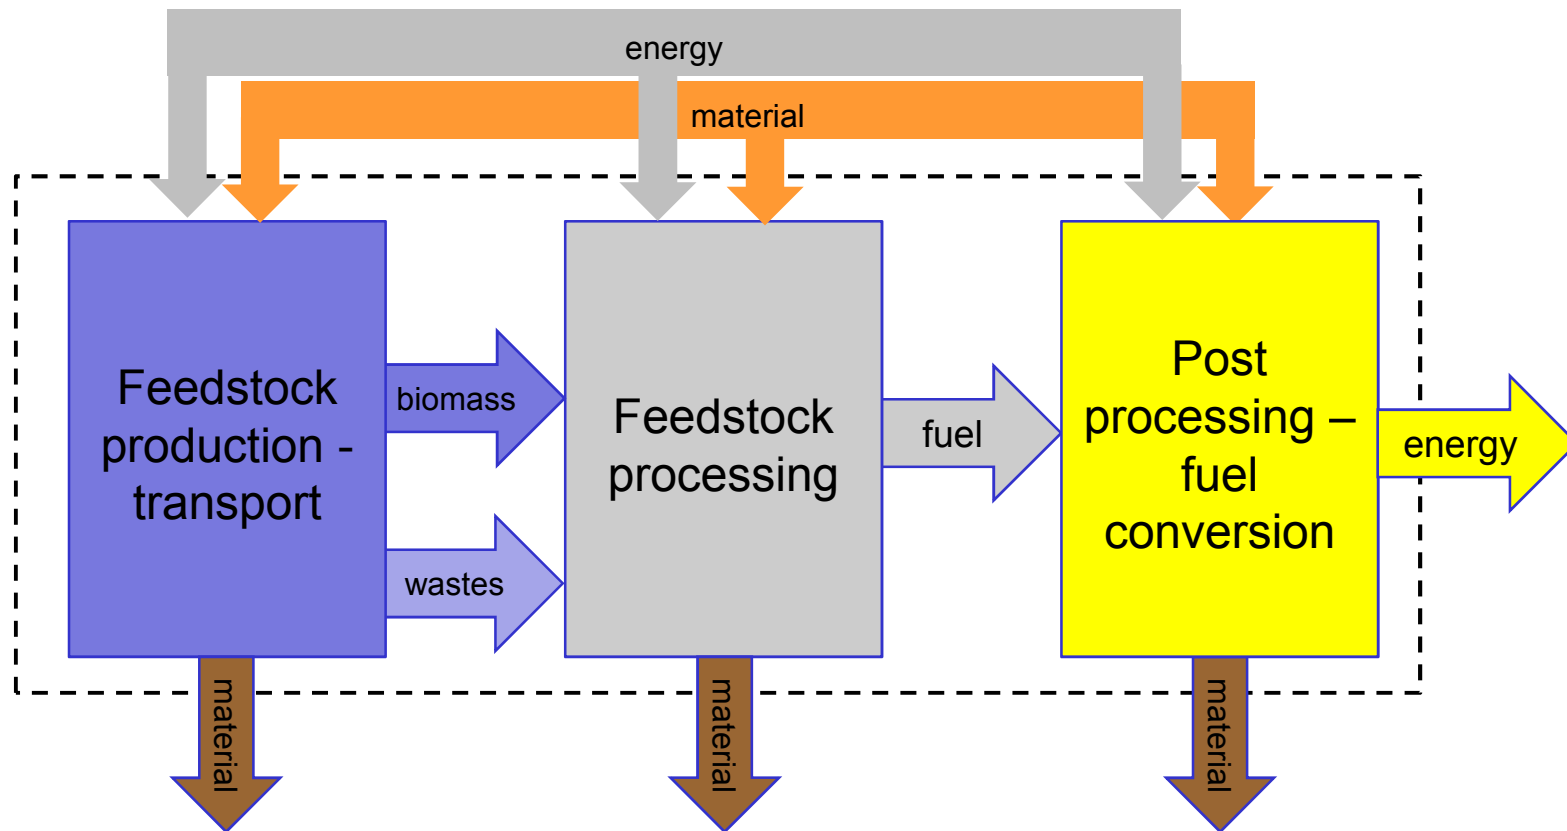 energy
material
Feedstock
production -
transport
biomass
wastes
Feedstock
processing
fuel
Post
processing –
fuel
conversion
energy
material
material
material